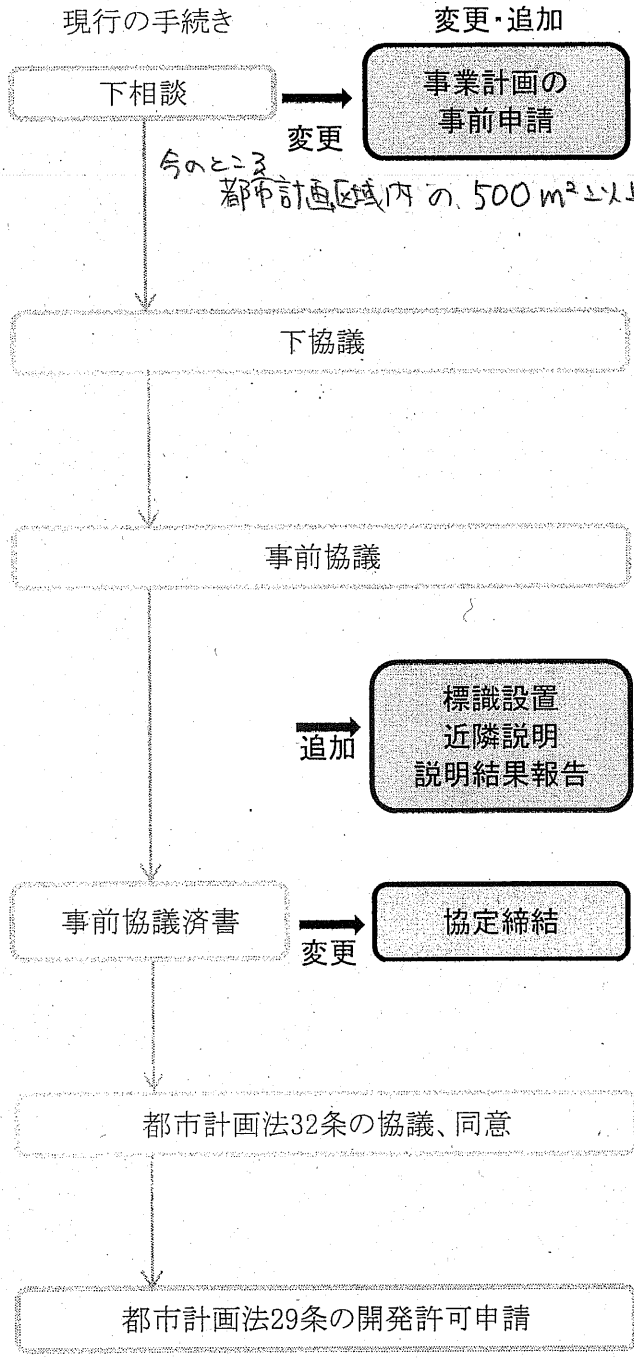 現行の手続き
変更・追加
下相談
変更
事業計画の
事前申請
今のところ
都市計画区域内の、500m²以上
下協議
事前協議
追加
標識設置
近隣説明
説明結果報告
事前協議済書
変更
協定締結
都市計画法32条の協議、同意
都市計画法29条の開発許可申請